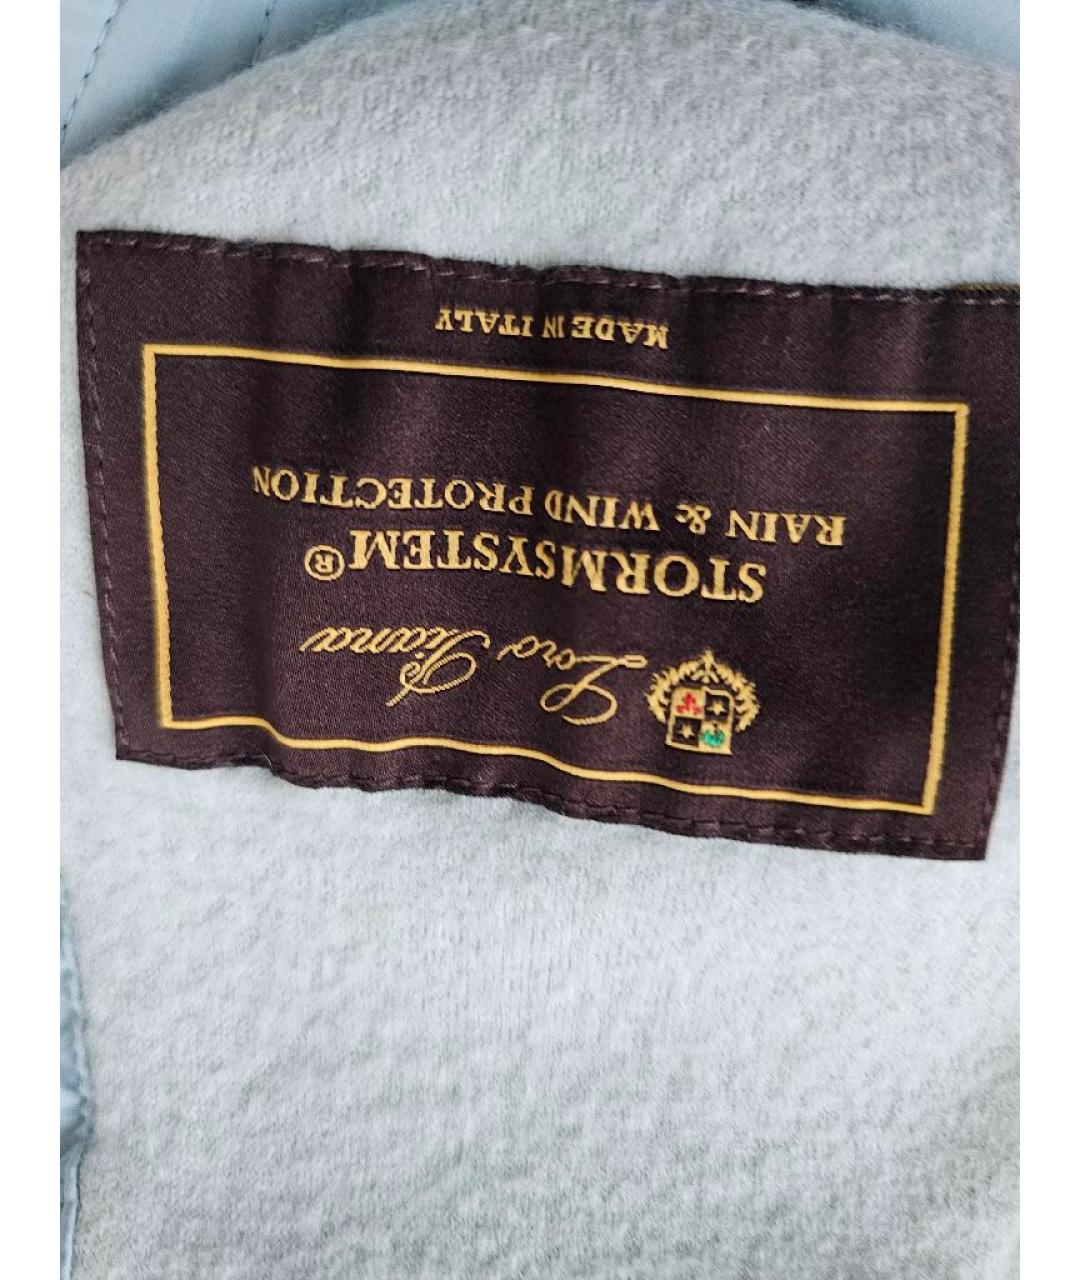 Loro Piana
STORMSYSTEM®
RAIN & WIND PROTECTION
MADE IN ITALY